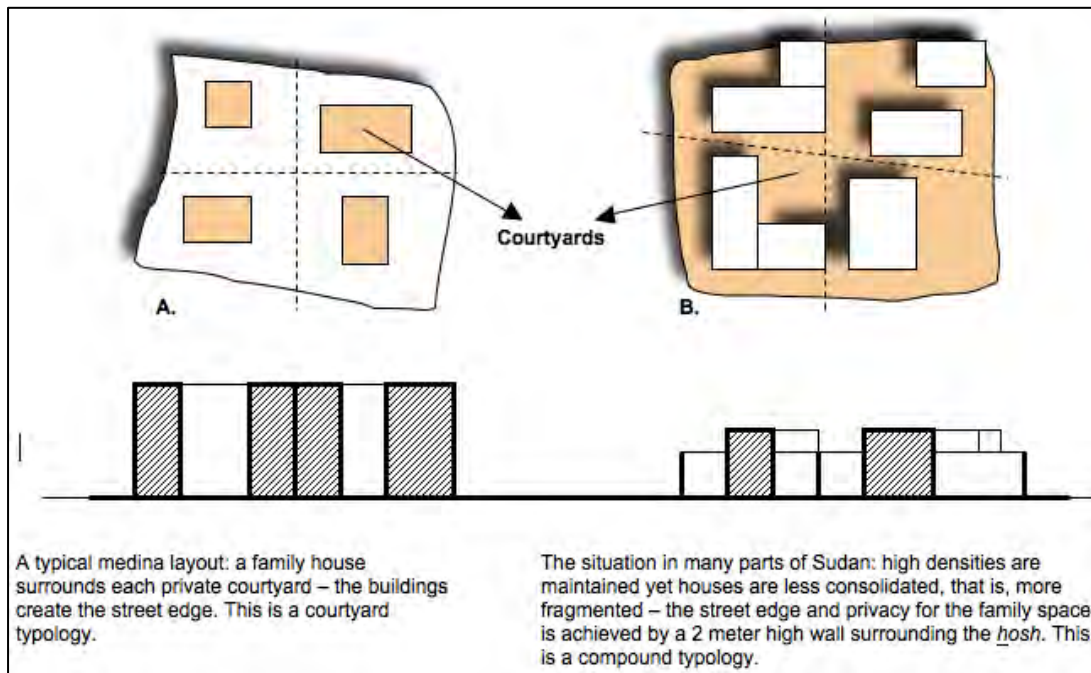 Courtyards
A.
B.
A typical medina layout: a family house
surrounds each private courtyard – the buildings
create the street edge. This is a courtyard
typology.
The situation in many parts of Sudan: high densities are
maintained yet houses are less consolidated, that is, more
fragmented – the street edge and privacy for the family space
is achieved by a 2 meter high wall surrounding the hosh. This
is a compound typology.